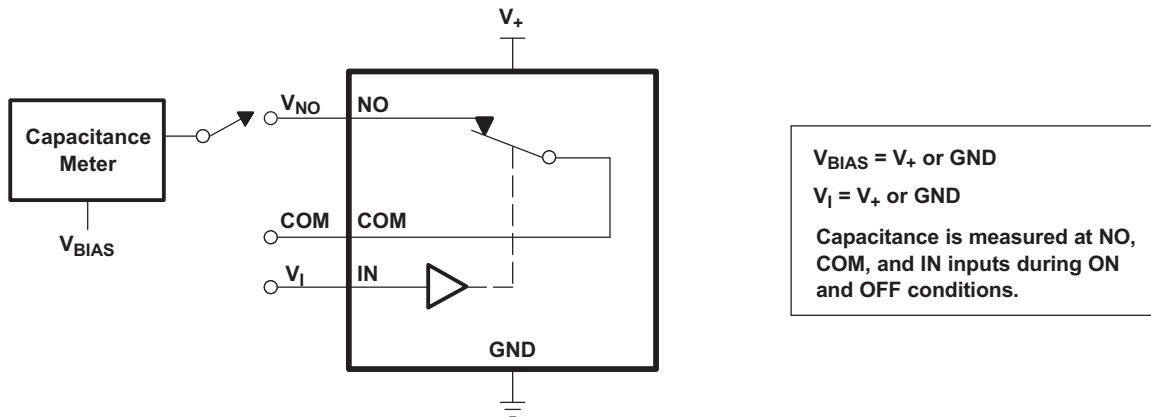 V+
VNO
NO
Capacitance
Meter
VBIAS
COM
COM
VI
IN
GND
VBIAS = V+ or GND
VI = V+ or GND
Capacitance is measured at NO,
COM, and IN inputs during ON
and OFF conditions.